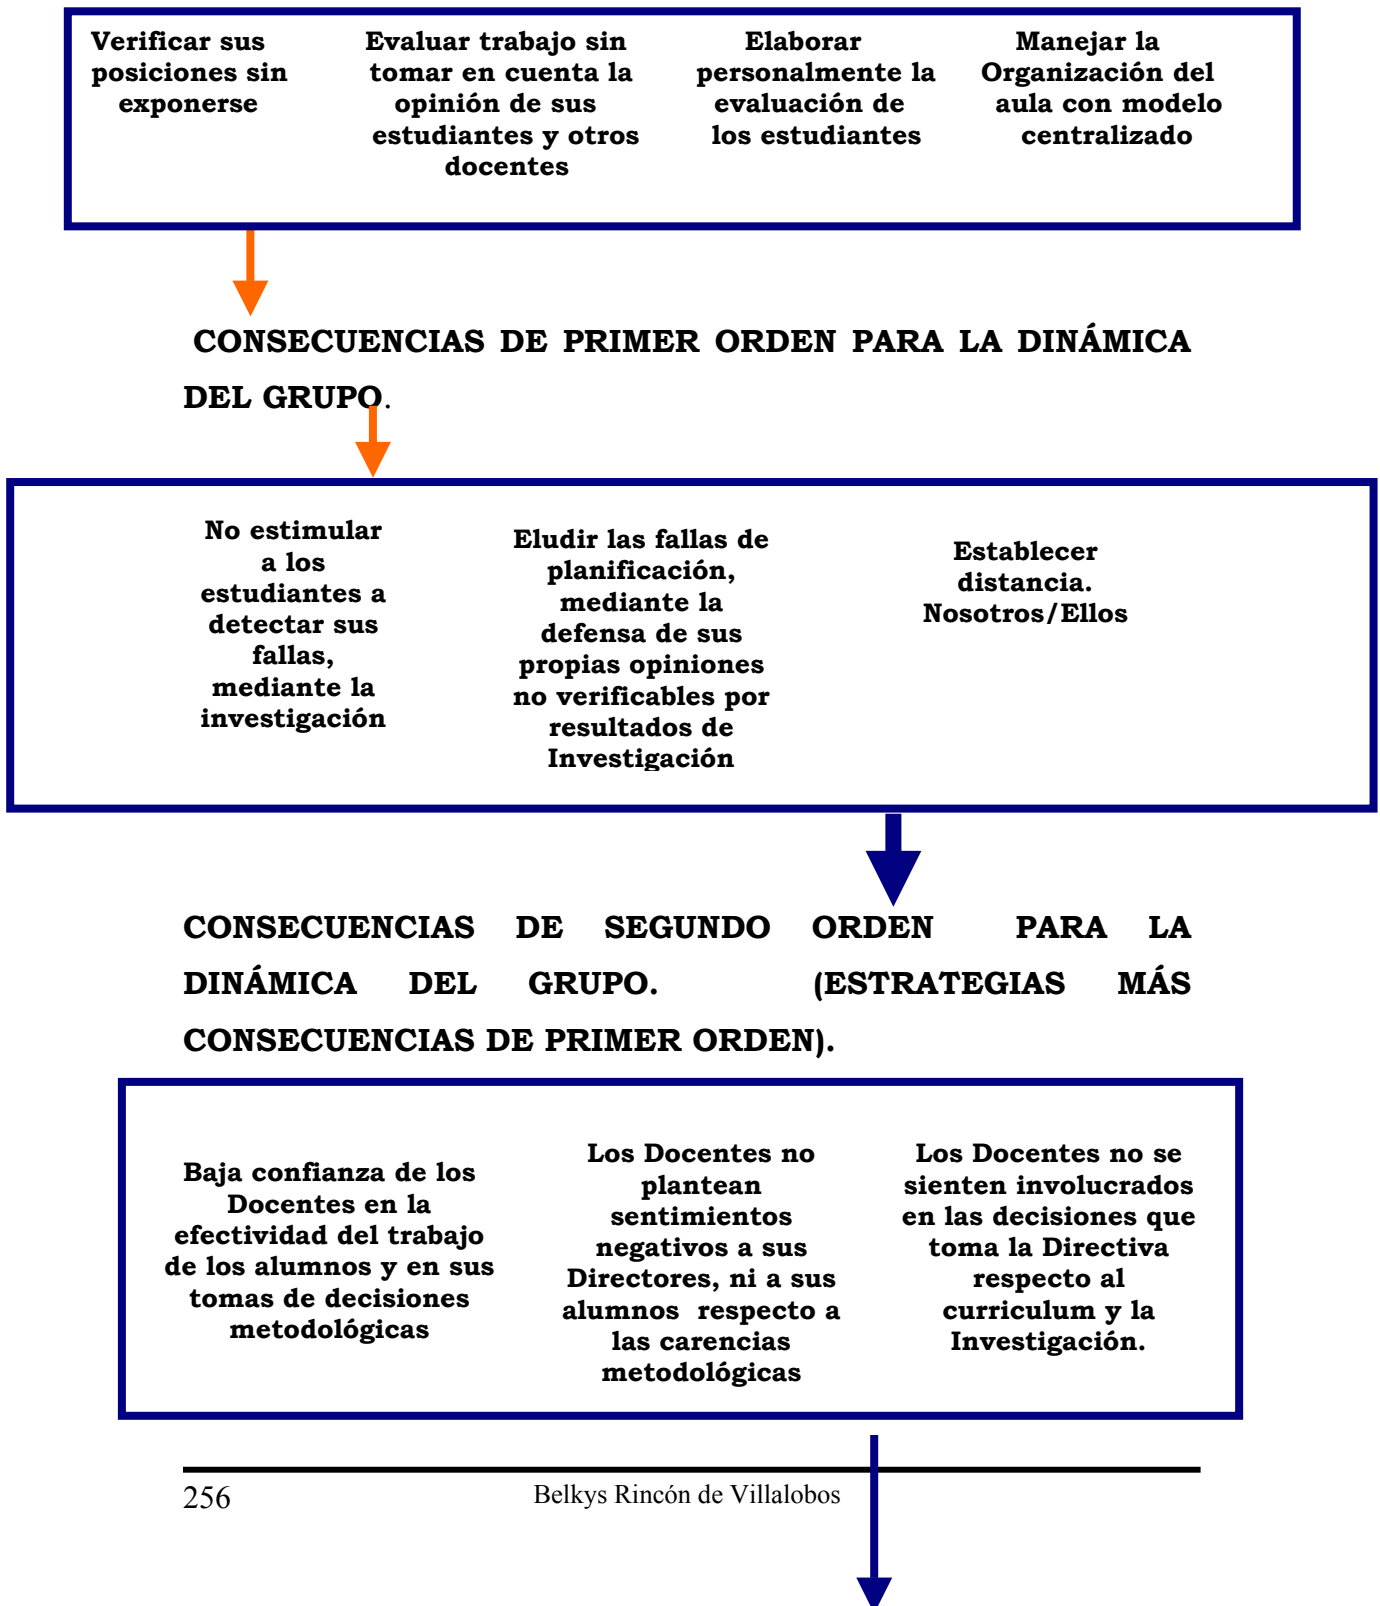 Verificar sus
posiciones sin
exponerse
Evaluar trabajo sin
tomar en cuenta la
opinión de sus
estudiantes y otros
docentes
Elaborar
personalmente la
evaluación de
los estudiantes
Manejar la
Organización del
aula con modelo
centralizado
CONSECUENCIAS DE PRIMER ORDEN PARA LA DINÁMICA
DEL GRUPO.
No estimular
a los
estudiantes a
detectar sus
fallas,
mediante la
investigación
Eludir las fallas de
planificación,
mediante la
defensa de sus
propias opiniones
no verificables por
resultados de
Investigación
Establecer
distancia.
Nosotros/Ellos
CONSECUENCIAS DE SEGUNDO ORDEN PARA LA
DINÁMICA DEL GRUPO. (ESTRATEGIAS MÁS
CONSECUENCIAS DE PRIMER ORDEN).
Baja confianza de los
Docentes en la
efectividad del trabajo
de los alumnos y en sus
tomas de decisiones
metodológicas
Los Docentes no
plantean
sentimientos
negativos a sus
Directores, ni a sus
alumnos respecto a
las carencias
metodológicas
Los Docentes no se
sienten involucrados
en las decisiones que
toma la Directiva
respecto al
curriculum y la
Investigación.
256
Belkys Rincón de Villalobos